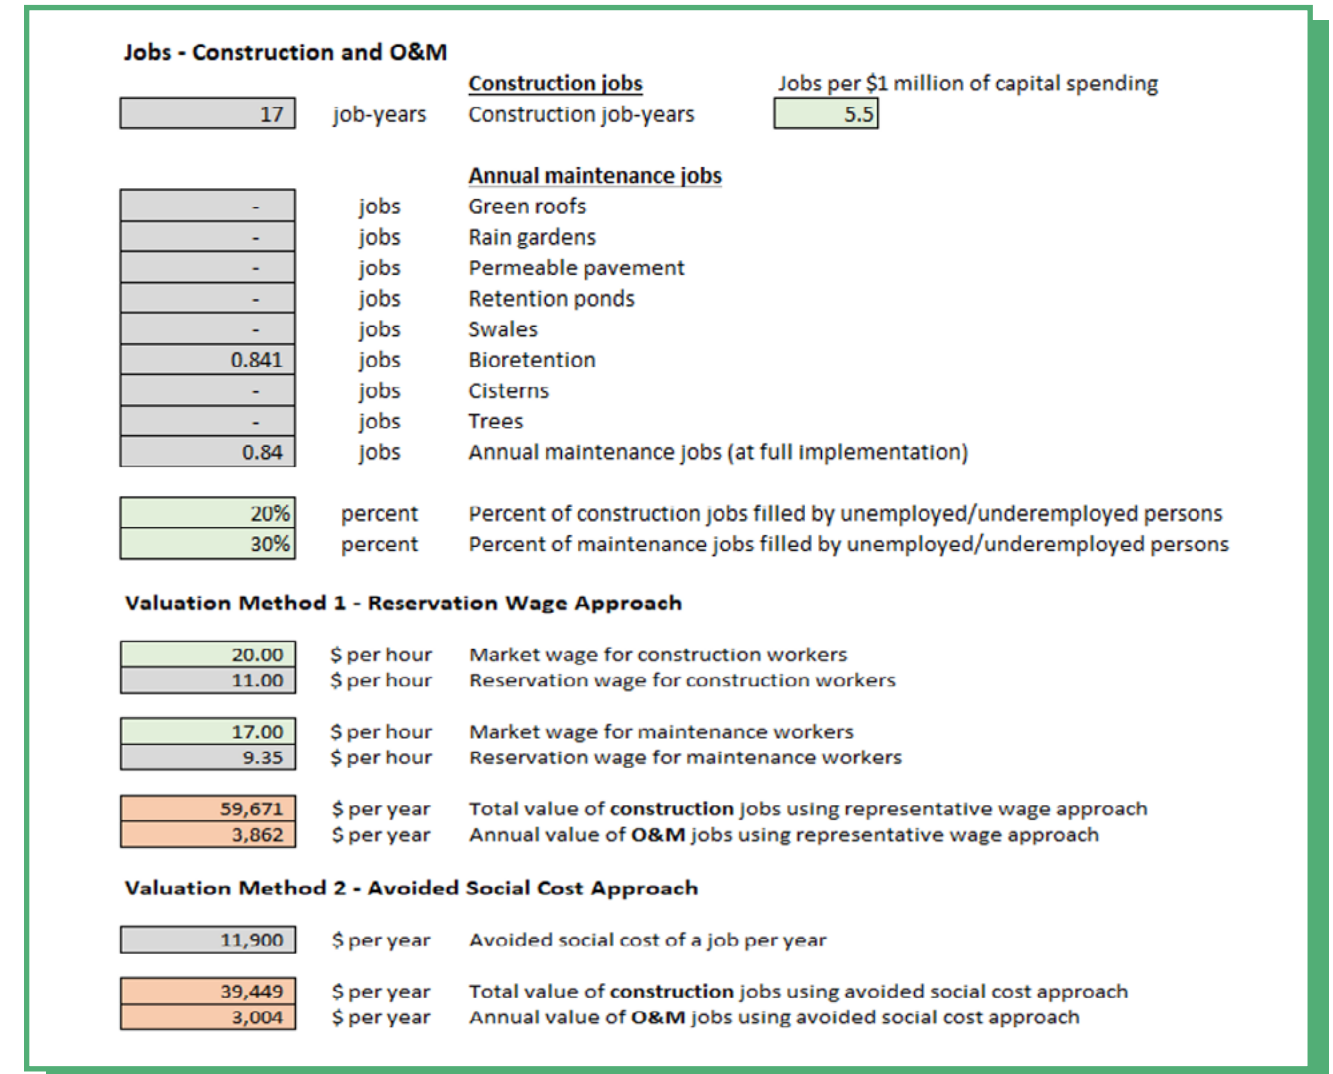 Jobs - Construction and O&M
Construction jobs Jobs per $1 million of capital spending
17 job-years Construction job-years 5.5
Annual maintenance jobs
- jobs Green roofs
- jobs Rain gardens
- jobs Permeable pavement
- jobs Retention ponds
- jobs Swales
0.841 jobs Bioretention
- jobs Cisterns
- jobs Trees
0.84 jobs Annual maintenance jobs (at full implementation)
20% percent Percent of construction jobs filled by unemployed/underemployed persons
30% percent Percent of maintenance jobs filled by unemployed/underemployed persons
Valuation Method 1 - Reservation Wage Approach
20.00 $ per hour Market wage for construction workers
11.00 $ per hour Reservation wage for construction workers
17.00 $ per hour Market wage for maintenance workers
9.35 $ per hour Reservation wage for maintenance workers
59,671 $ per year Total value of construction jobs using representative wage approach
3,862 $ per year Annual value of O&M jobs using representative wage approach
Valuation Method 2 - Avoided Social Cost Approach
11,900 $ per year Avoided social cost of a job per year
39,449 $ per year Total value of construction jobs using avoided social cost approach
3,004 $ per year Annual value of O&M jobs using avoided social cost approach